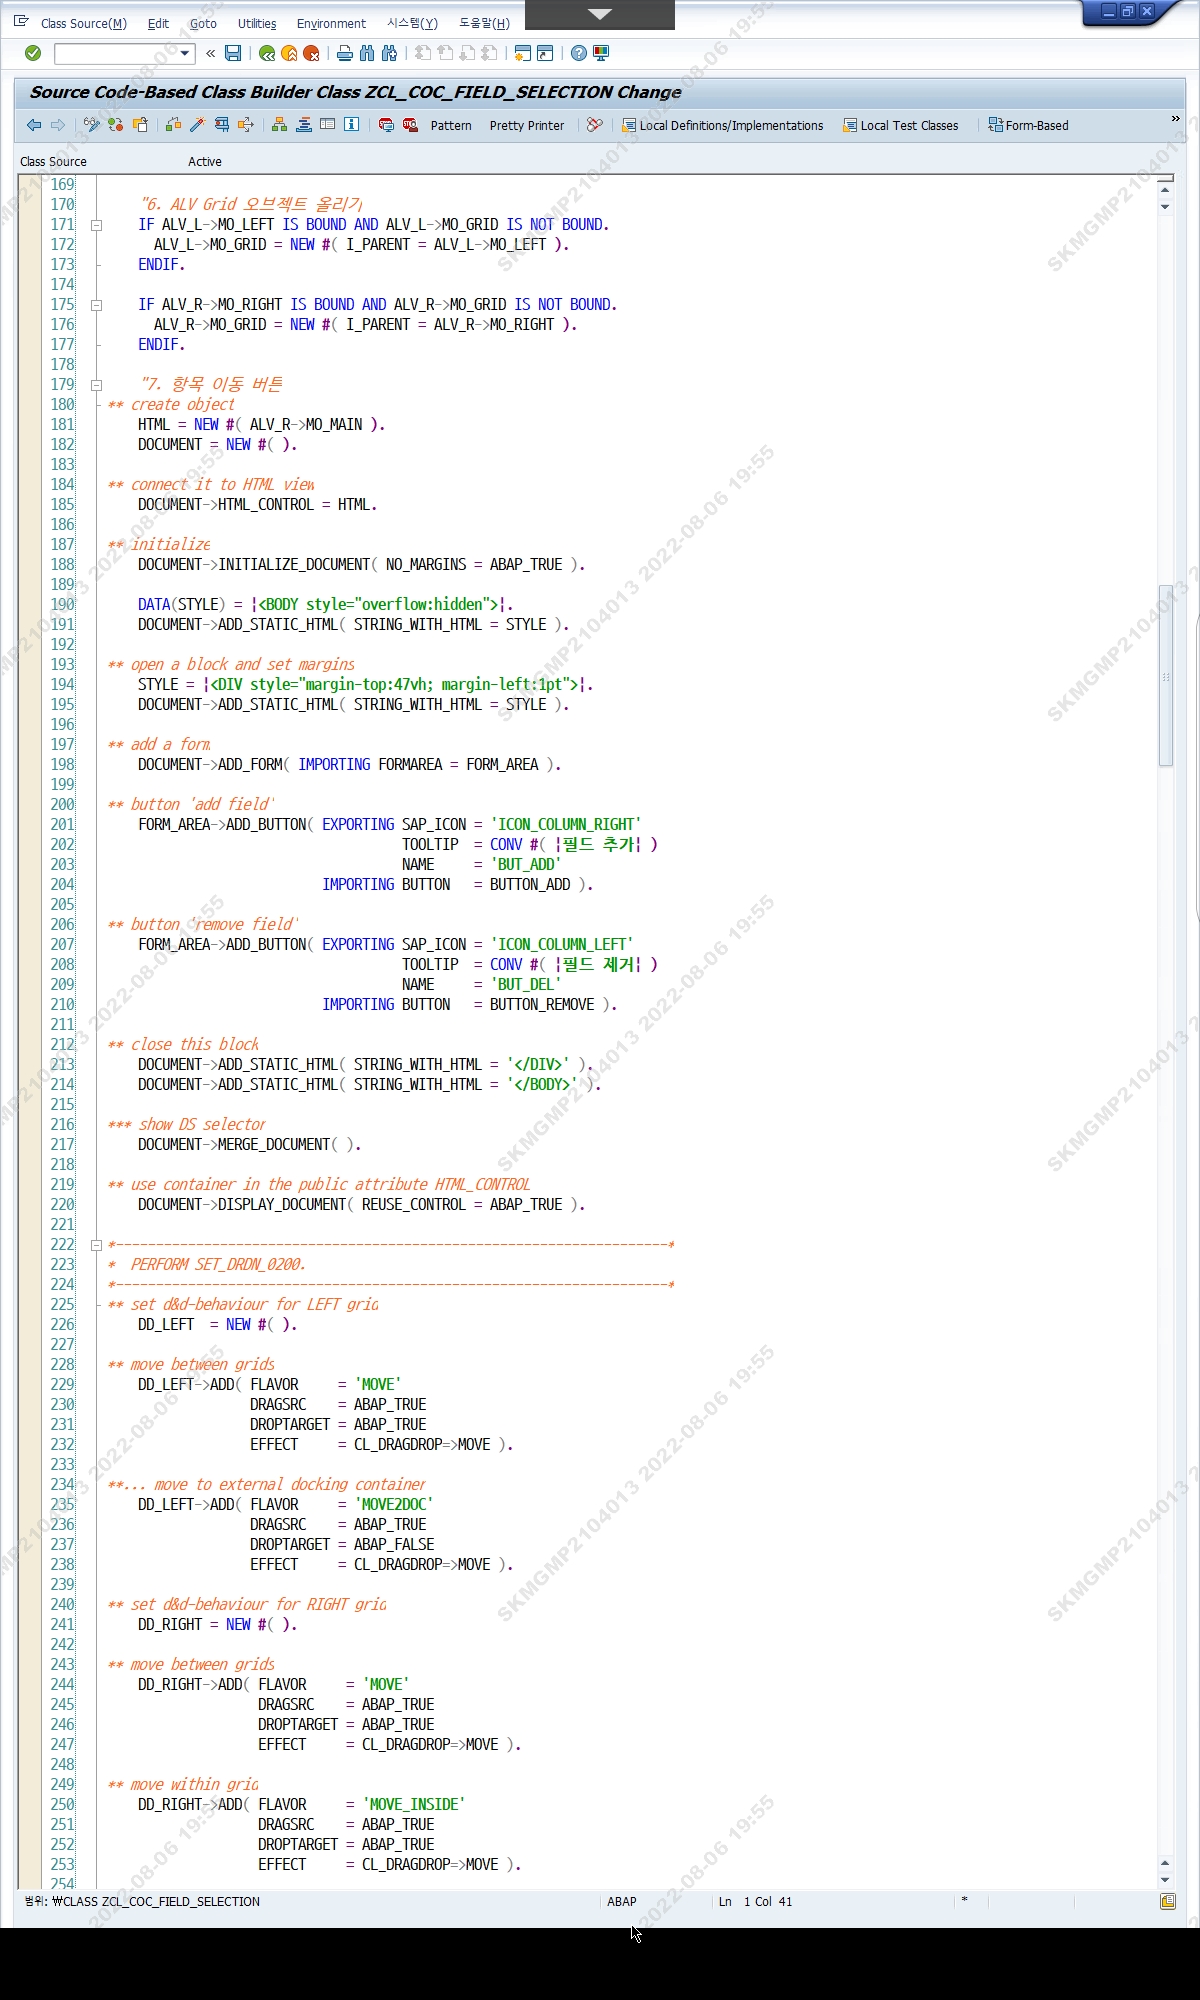 Class Source(M) Edit Goto Utilities Environment 시스템(Y) 도움말(H)
Source Code-Based Class Builder Class ZCL_COC_FIELD_SELECTION Change
Pattern Pretty Printer Local Definitions/Implementations Local Test Classes Form-Based
Class Source Active
169
170 "6. ALV Grid 오브젝트 올리기
171 IF ALV_L->MO_LEFT IS BOUND AND ALV_L->MO_GRID IS NOT BOUND.
172 ALV_L->MO_GRID = NEW #( I_PARENT = ALV_L->MO_LEFT ).
173 ENDIF.
174
175 IF ALV_R->MO_RIGHT IS BOUND AND ALV_R->MO_GRID IS NOT BOUND.
176 ALV_R->MO_GRID = NEW #( I_PARENT = ALV_R->MO_RIGHT ).
177 ENDIF.
178
179 "7. 항목 이동 버튼
180 ** create object
181 HTML = NEW #( ALV_R->MO_MAIN ).
182 DOCUMENT = NEW #( ).
183
184 ** connect it to HTML view
185 DOCUMENT->HTML_CONTROL = HTML.
186
187 ** initialize
188 DOCUMENT->INITIALIZE_DOCUMENT( NO_MARGINS = ABAP_TRUE ).
189
190 DATA(STYLE) = |<BODY style="overflow:hidden">|.
191 DOCUMENT->ADD_STATIC_HTML( STRING_WITH_HTML = STYLE ).
192
193 ** open a block and set margins
194 STYLE = |<DIV style="margin-top:47vh; margin-left:1pt">|.
195 DOCUMENT->ADD_STATIC_HTML( STRING_WITH_HTML = STYLE ).
196
197 ** add a form
198 DOCUMENT->ADD_FORM( IMPORTING FORMAREA = FORM_AREA ).
199
200 ** button 'add field'
201 FORM_AREA->ADD_BUTTON( EXPORTING SAP_ICON = 'ICON_COLUMN_RIGHT'
202 TOOLTIP = CONV #( |필드 추가| )
203 NAME = 'BUT_ADD'
204 IMPORTING BUTTON = BUTTON_ADD ).
205
206 ** button 'remove field'
207 FORM_AREA->ADD_BUTTON( EXPORTING SAP_ICON = 'ICON_COLUMN_LEFT'
208 TOOLTIP = CONV #( |필드 제거| )
209 NAME = 'BUT_DEL'
210 IMPORTING BUTTON = BUTTON_REMOVE ).
211
212 ** close this block
213 DOCUMENT->ADD_STATIC_HTML( STRING_WITH_HTML = '</DIV>' ).
214 DOCUMENT->ADD_STATIC_HTML( STRING_WITH_HTML = '</BODY>' ).
215
216 *** show DS selector
217 DOCUMENT->MERGE_DOCUMENT( ).
218
219 ** use container in the public attribute HTML_CONTROL
220 DOCUMENT->DISPLAY_DOCUMENT( REUSE_CONTROL = ABAP_TRUE ).
221
222 *---------------------------------------------------------------------*
223 * PERFORM SET_DRDN_0200.
224 *---------------------------------------------------------------------*
225 ** set d&d-behaviour for LEFT grid
226 DD_LEFT = NEW #( ).
227
228 ** move between grids
229 DD_LEFT->ADD( FLAVOR = 'MOVE'
230 DRAGSRC = ABAP_TRUE
231 DROPTARGET = ABAP_TRUE
232 EFFECT = CL_DRAGDROP=>MOVE ).
233
234 **... move to external docking container
235 DD_LEFT->ADD( FLAVOR = 'MOVE2DOC'
236 DRAGSRC = ABAP_TRUE
237 DROPTARGET = ABAP_FALSE
238 EFFECT = CL_DRAGDROP=>MOVE ).
239
240 ** set d&d-behaviour for RIGHT grid
241 DD_RIGHT = NEW #( ).
242
243 ** move between grids
244 DD_RIGHT->ADD( FLAVOR = 'MOVE'
245 DRAGSRC = ABAP_TRUE
246 DROPTARGET = ABAP_TRUE
247 EFFECT = CL_DRAGDROP=>MOVE ).
248
249 ** move within grid
250 DD_RIGHT->ADD( FLAVOR = 'MOVE_INSIDE'
251 DRAGSRC = ABAP_TRUE
252 DROPTARGET = ABAP_TRUE
253 EFFECT = CL_DRAGDROP=>MOVE ).
254
범위: ₩CLASS ZCL_COC_FIELD_SELECTION ABAP Ln 1 Col 41 *
SKMGMP2104013 2022-08-06 19:55